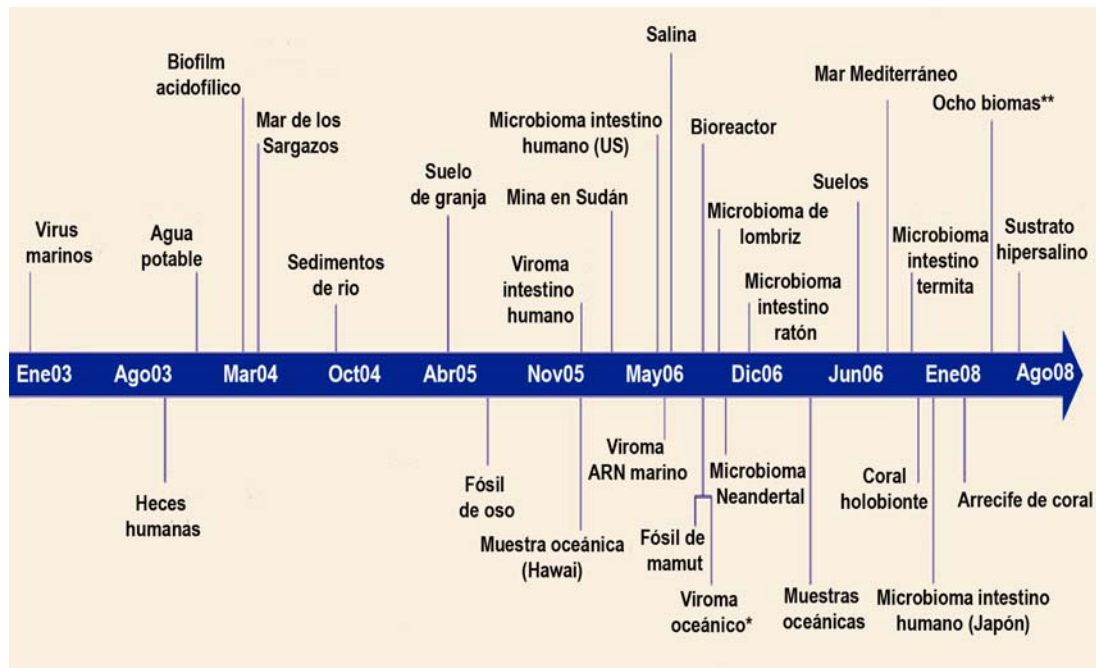 Salina
Biofilm
acidofílico
Mar Mediterráneo
Ocho biomas**
Mar de los
Sargazos
Microbioma intestino
humano (US)
Bioreactor
Suelo
de granja
Mina en Sudán
Suelos
Virus
marinos
Agua
potable
Sedimentos
de rio
Viroma
intestino
humano
Microbioma de
lombriz
Microbioma
intestino
ratón
Microbioma
intestino
termita
Sustrato
hipersalino
Ene03 Ago03 Mar04 Oct04 Abr05 Nov05 May06 Dic06 Jun06 Ene08 Ago08
Heces
humanas
Fósil
de oso
Muestra oceánica
(Hawai)
Viroma
ARN marino
Fósil de
mamut
Viroma
oceánico*
Microbioma
Neandertal
Muestras
oceánicas
Coral
holobionte
Microbioma intestino
humano (Japón)
Arrecife de coral